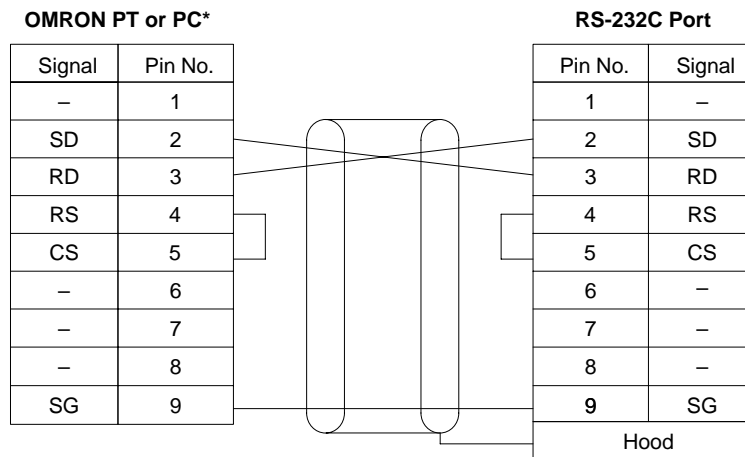 OMRON PT or PC* RS-232C Port
Signal Pin No. Pin No. Signal
– 1 1 –
SD 2 2 SD
RD 3 3 RD
RS 4 4 RS
CS 5 5 CS
– 6 6 –
– 7 7 –
– 8 8 –
SG 9 9 SG
Hood